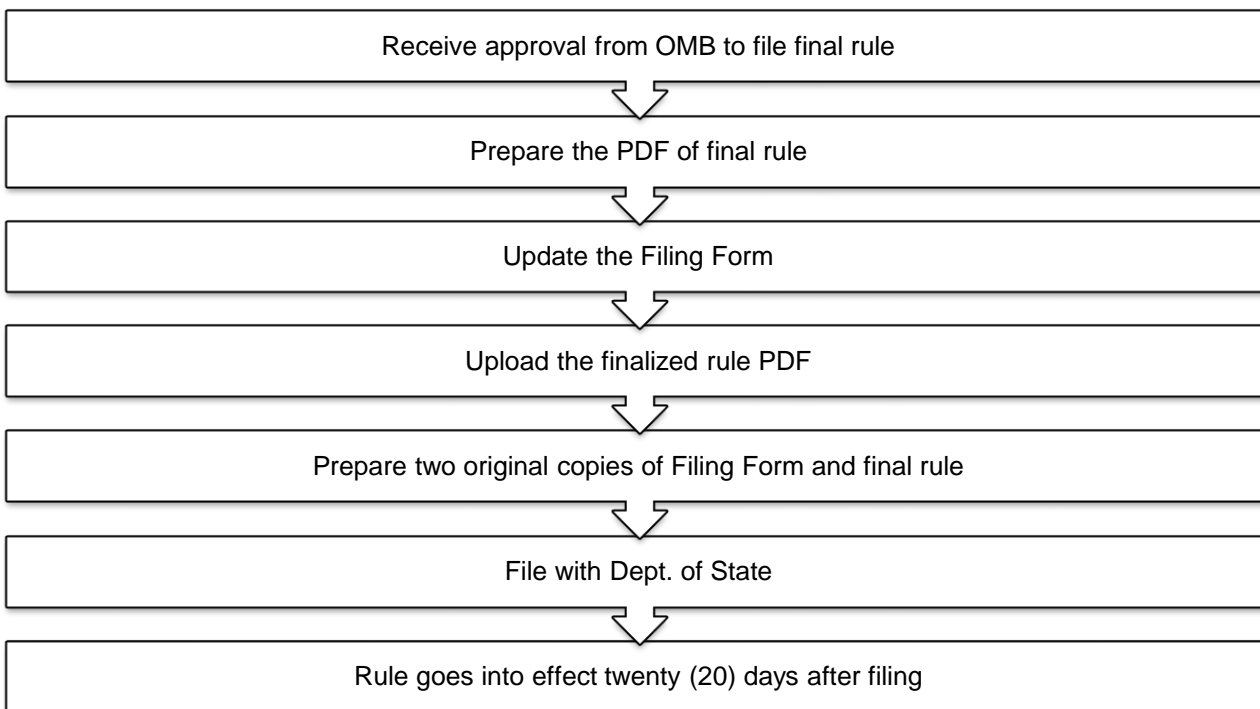 Receive approval from OMB to file final rule
Prepare the PDF of final rule
Update the Filing Form
Upload the finalized rule PDF
Prepare two original copies of Filing Form and final rule
File with Dept. of State
Rule goes into effect twenty (20) days after filing